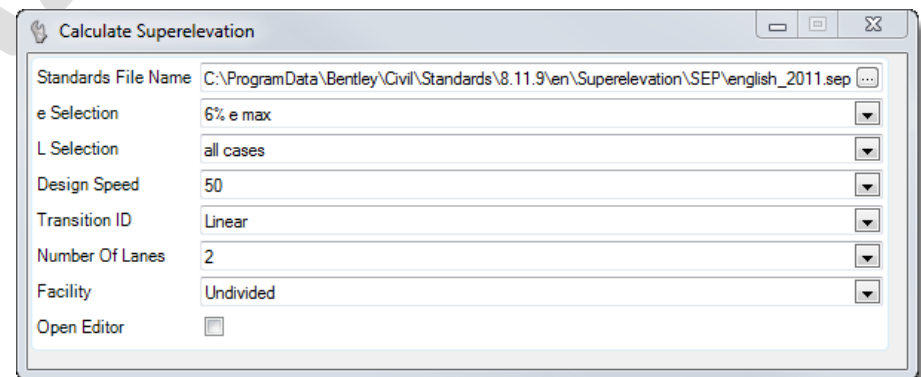 Calculate Superelevation
Standards File Name C:\ProgramData\Bentley\Civil\Standards\8.11.9\en\Superelevation\SEP\english_2011.sep ...
e Selection 6% e max
L Selection all cases
Design Speed 50
Transition ID Linear
Number Of Lanes 2
Facility Undivided
Open Editor